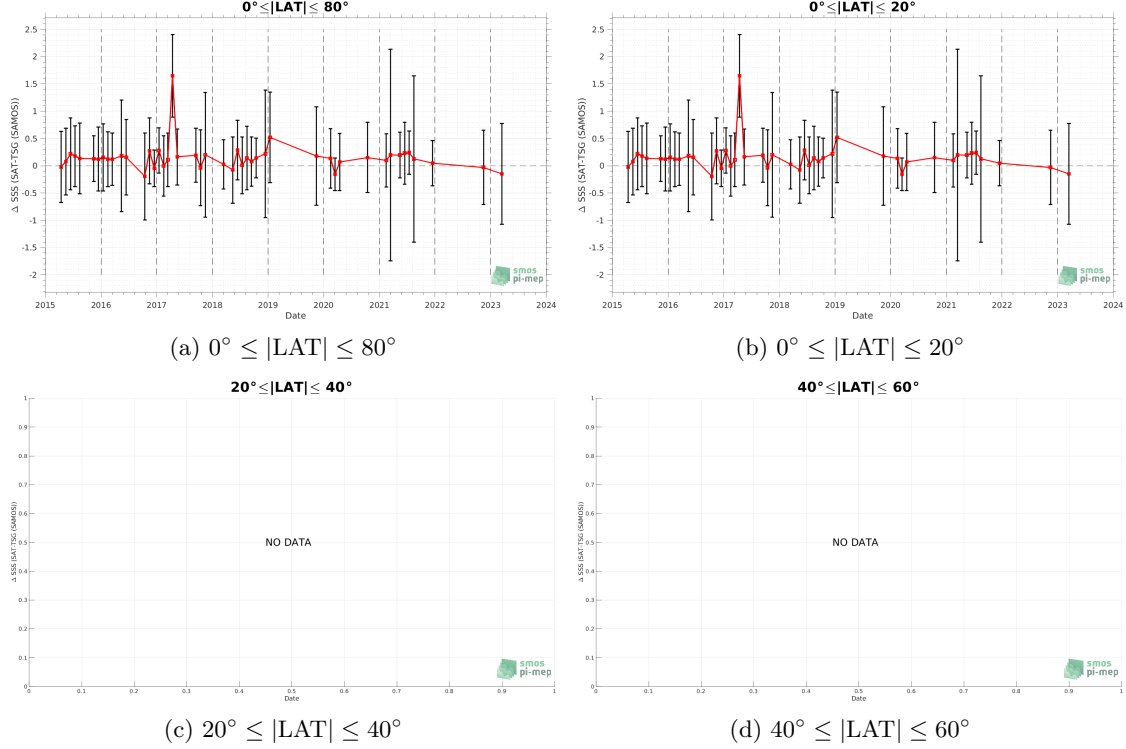 0°≤|LAT|≤ 80°
Δ SSS (SAT-TSG (SAMOS))
2.5
2
1.5
1
0.5
0
-0.5
-1
-1.5
-2
2015 2016 2017 2018 2019 2020 2021 2022 2023 2024
Date
smos
pi-mep
(a) 0° ≤ |LAT| ≤ 80°
0°≤|LAT|≤ 20°
Δ SSS (SAT-TSG (SAMOS))
2.5
2
1.5
1
0.5
0
-0.5
-1
-1.5
-2
2015 2016 2017 2018 2019 2020 2021 2022 2023 2024
Date
smos
pi-mep
(b) 0° ≤ |LAT| ≤ 20°
20°≤|LAT|≤ 40°
Δ SSS (SAT-TSG (SAMOS))
1
0.9
0.8
0.7
0.6
0.5
0.4
0.3
0.2
0.1
0
NO DATA
0 0.1 0.2 0.3 0.4 0.5 0.6 0.7 0.8 0.9 1
Date
smos
pi-mep
(c) 20° ≤ |LAT| ≤ 40°
40°≤|LAT|≤ 60°
Δ SSS (SAT-TSG (SAMOS))
1
0.9
0.8
0.7
0.6
0.5
0.4
0.3
0.2
0.1
0
NO DATA
0 0.1 0.2 0.3 0.4 0.5 0.6 0.7 0.8 0.9 1
Date
smos
pi-mep
(d) 40° ≤ |LAT| ≤ 60°